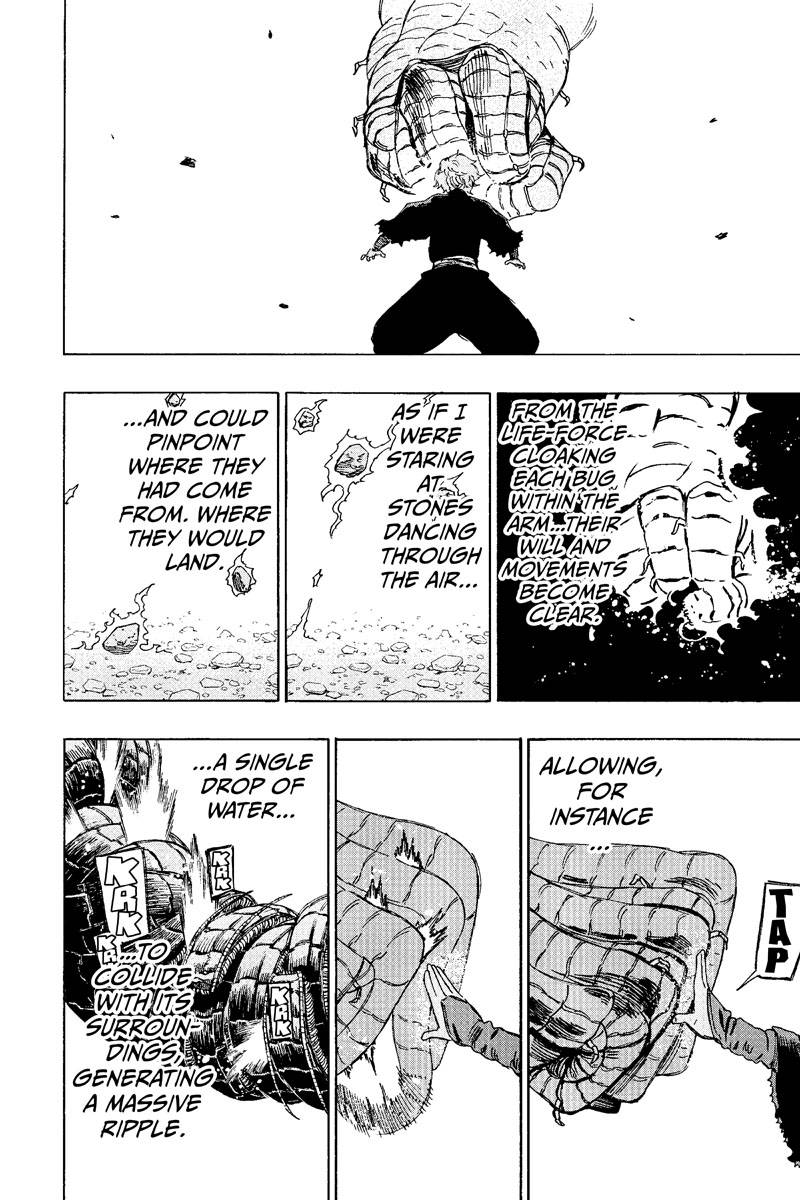 FROM THE
LIFE-FORCE
CLOAKING
EACH BUG
WITHIN THE
ARM...THEIR
WILL AND
MOVEMENTS
BECOME
CLEAR.
AS IF I
WERE
STARING
AT
STONES
DANCING
THROUGH
THE AIR...
...AND COULD
PINPOINT
WHERE THEY
HAD COME
FROM. WHERE
THEY WOULD
LAND.
ALLOWING,
FOR
INSTANCE
...
TAP
...A SINGLE
DROP OF
WATER...
KRK
KRK
KRK
KRK
...TO
COLLIDE
WITH ITS
SURROUN-
DINGS,
GENERATING
A MASSIVE
RIPPLE.